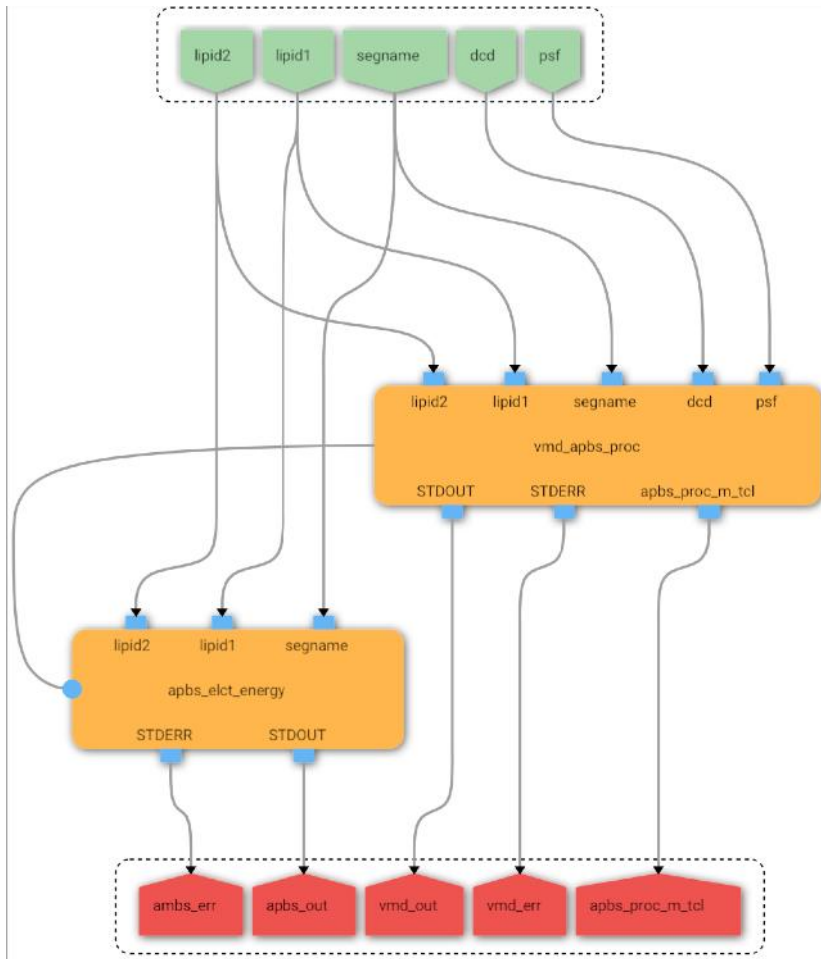 lipid2 lipid1 segname dcd psf
lipid2 lipid1 segname dcd psf
vmd_apbs_proc
STDOUT STDERR apbs_proc_m_tcl
lipid2 lipid1 segname
apbs_elct_energy
STDERR STDOUT
ambs_err apbs_out vmd_out vmd_err apbs_proc_m_tcl